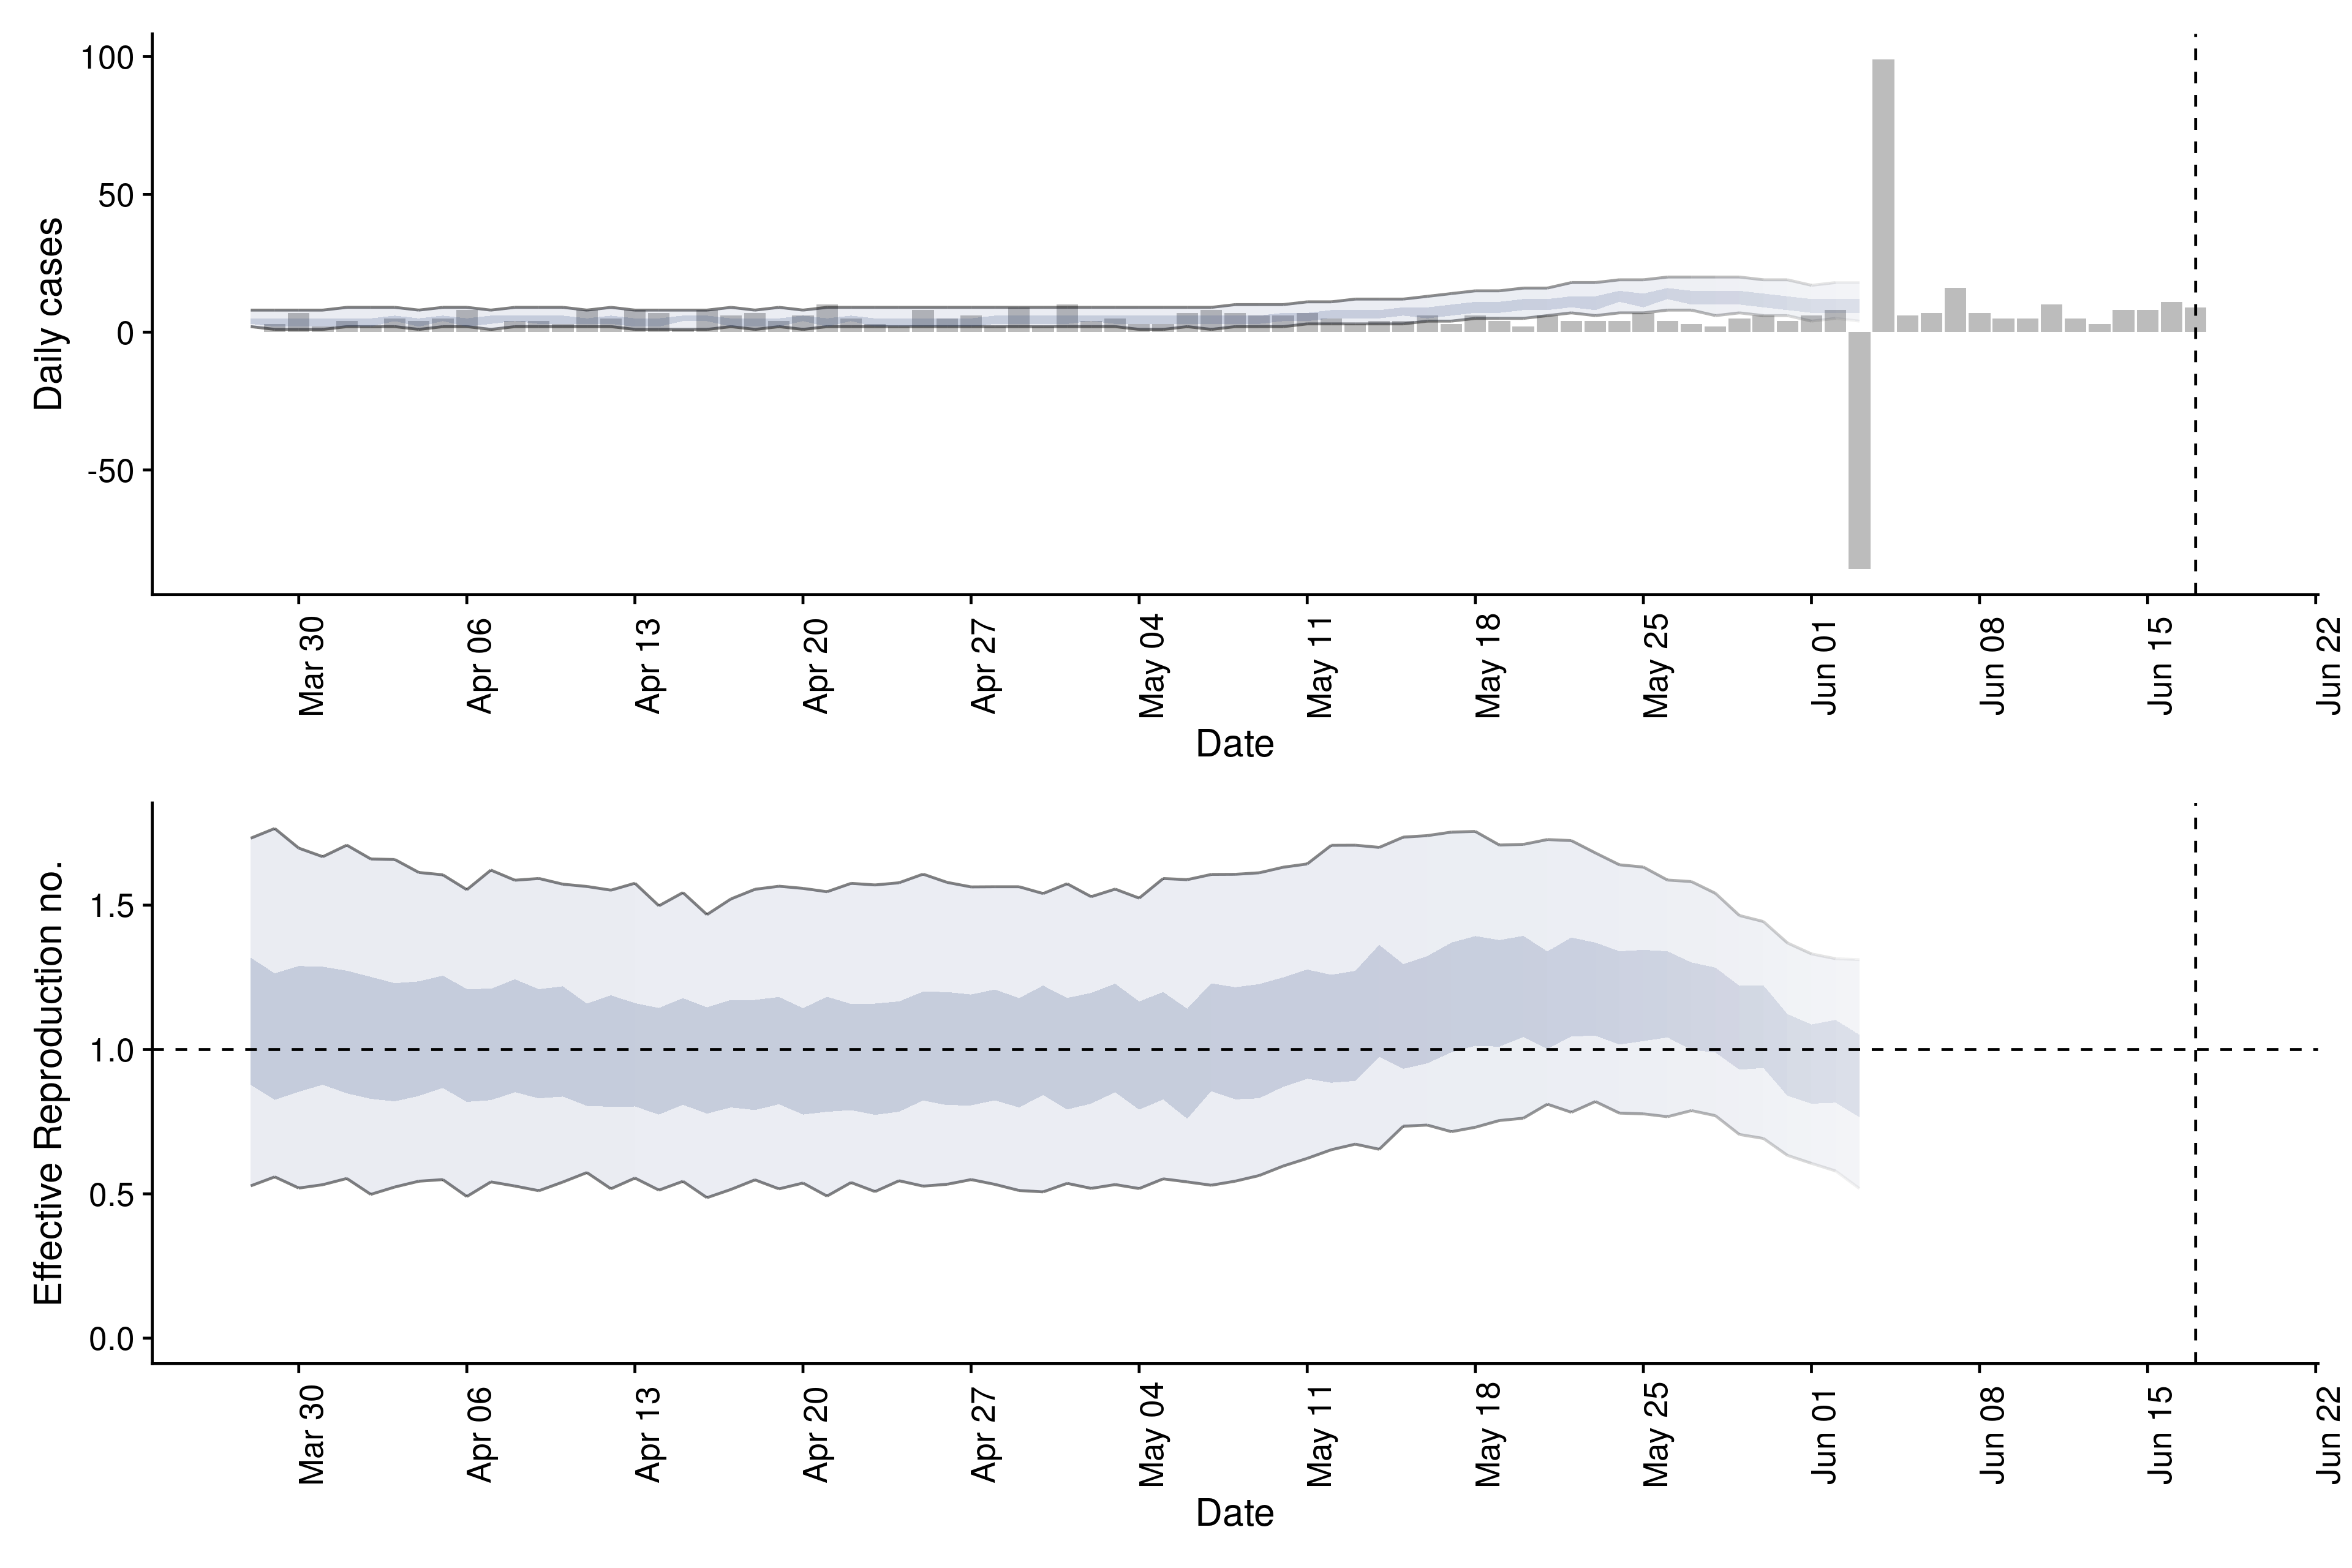 Daily cases
100
50
0
-50
Mar 30
Apr 06
Apr 13
Apr 20
Apr 27
May 04
May 11
May 18
May 25
Jun 01
Jun 08
Jun 15
Jun 22
Date
Effective Reproduction no.
1.5
1.0
0.5
0.0
Mar 30
Apr 06
Apr 13
Apr 20
Apr 27
May 04
May 11
May 18
May 25
Jun 01
Jun 08
Jun 15
Jun 22
Date